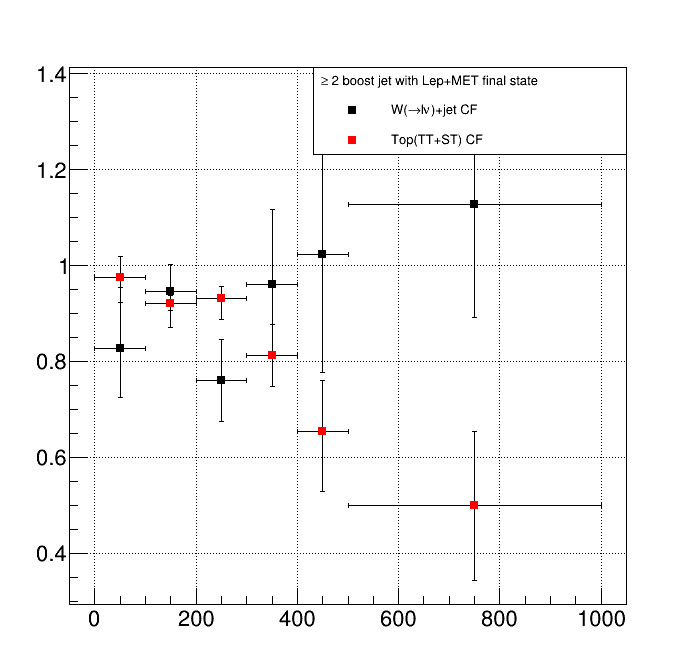 1.4
≥ 2 boost jet with Lep+MET final state
W(→lν)+jet CF
Top(TT+ST) CF
1.2
1
0.8
0.6
0.4
0 200 400 600 800 1000